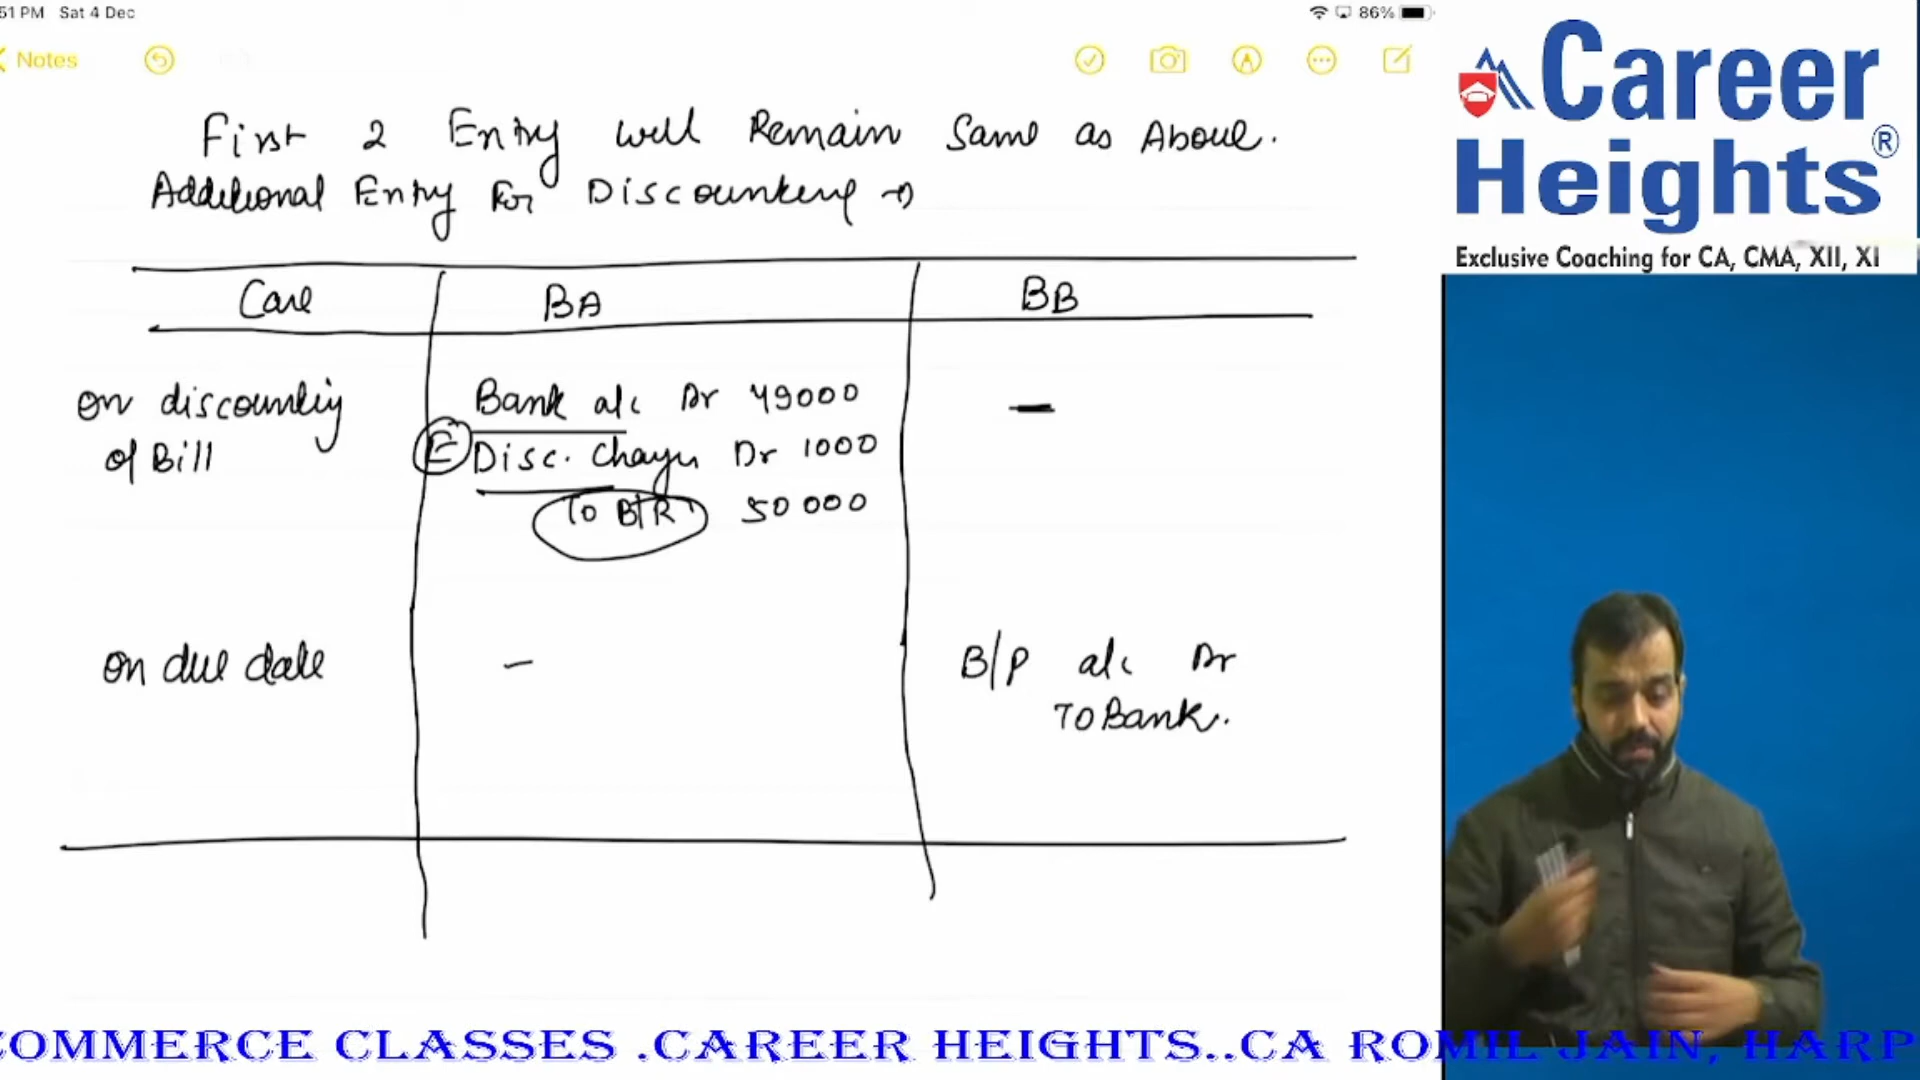 51 PM Sat 4 Dec
86%
Notes
Career
Heights®
Exclusive Coaching for CA, CMA, XII, XI
First 2 Entry will Remain Same as Above.
Additional Entry For Discounting →
Case BA BB
on discounting of Bill
Bank a/c Dr 49000
E Disc. Charges Dr 1000
To B/R 50000
—
on due date
—
B/P a/c Dr
To Bank.
COMMERCE CLASSES .CAREER HEIGHTS..CA ROMIL JAIN, HARP